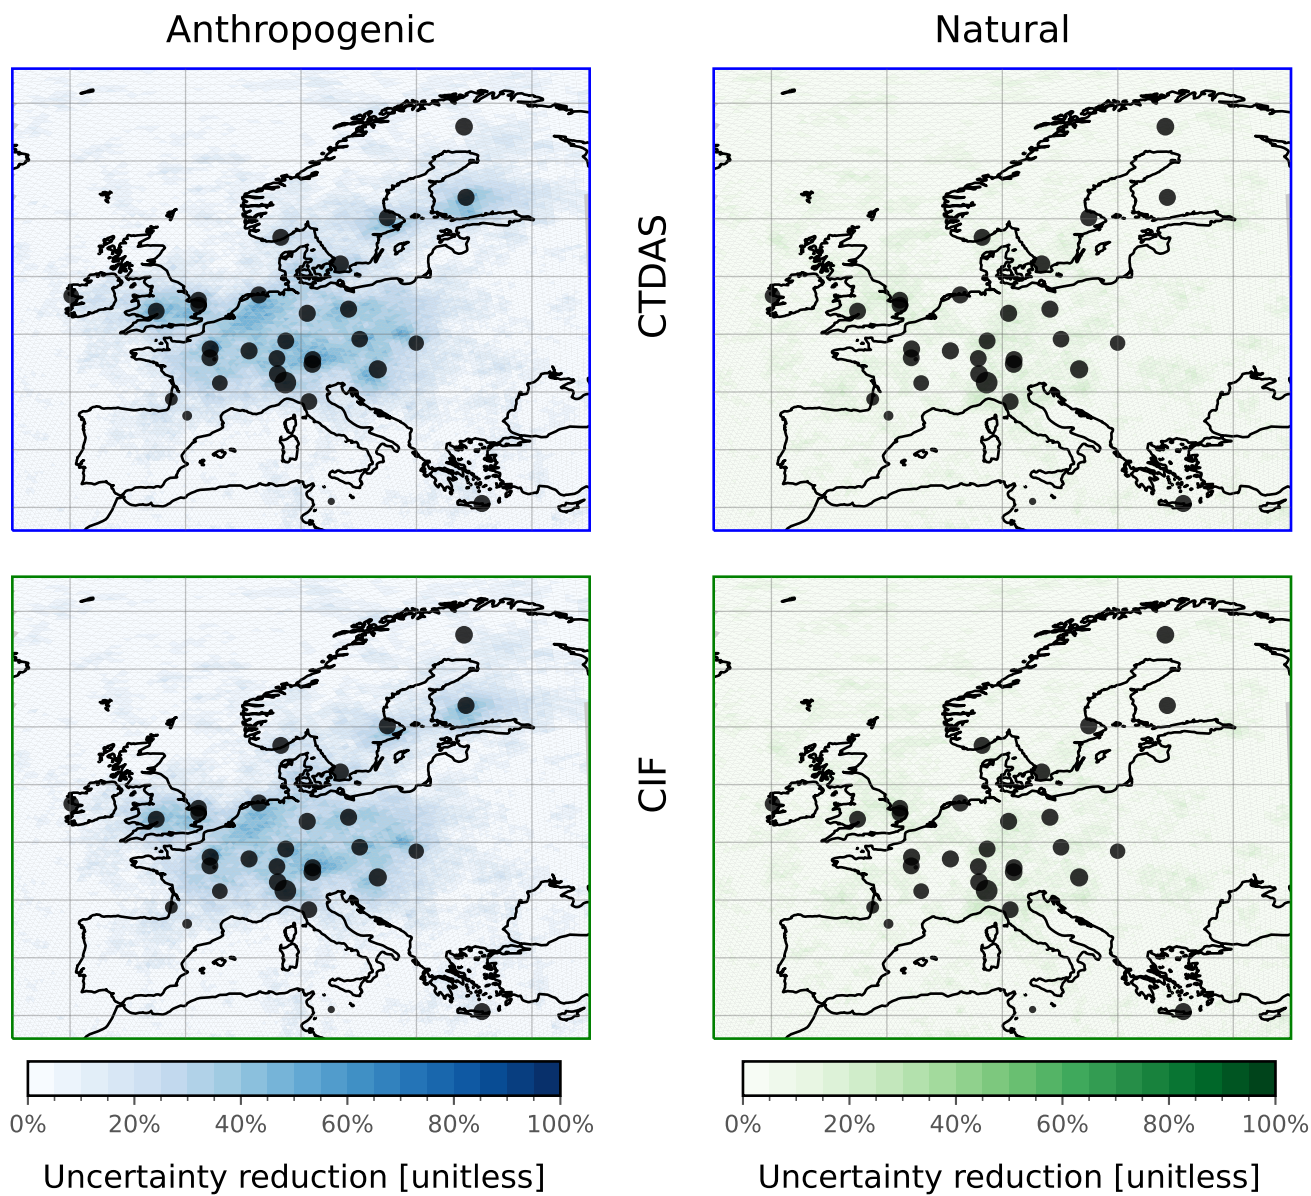 Anthropogenic
Natural
CTDAS
CIF
0% 20% 40% 60% 80% 100%
Uncertainty reduction [unitless]
0% 20% 40% 60% 80% 100%
Uncertainty reduction [unitless]